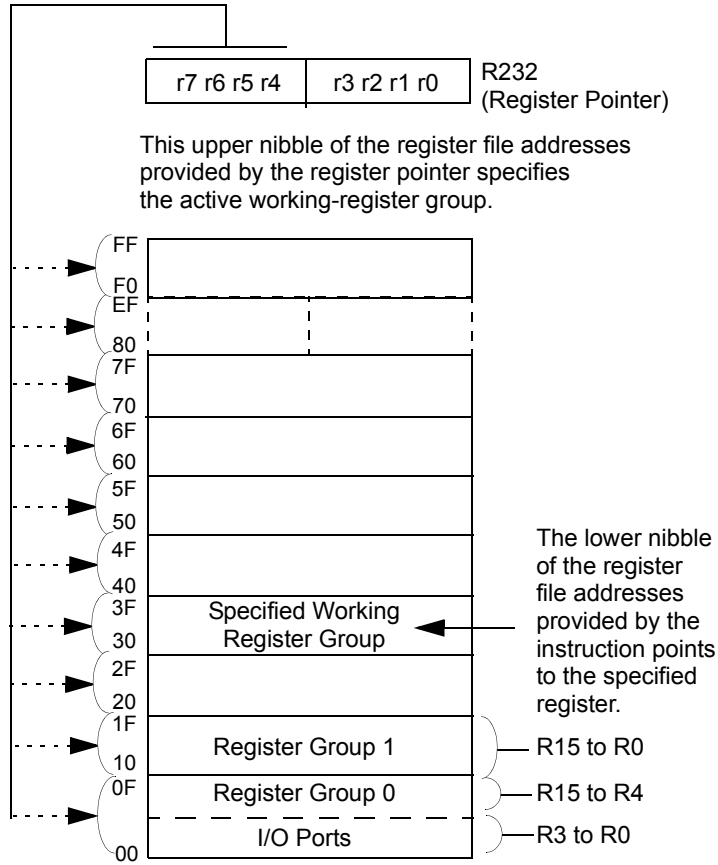 r7 r6 r5 r4
r3 r2 r1 r0
R232
(Register Pointer)
This upper nibble of the register file addresses
provided by the register pointer specifies
the active working-register group.
FF
F0
EF
80
7F
70
6F
60
5F
50
4F
40
3F
30
2F
20
1F
10
0F
00
Specified Working
Register Group
The lower nibble
of the register
file addresses
provided by the
instruction points
to the specified
register.
Register Group 1
R15 to R0
Register Group 0
R15 to R4
I/O Ports
R3 to R0